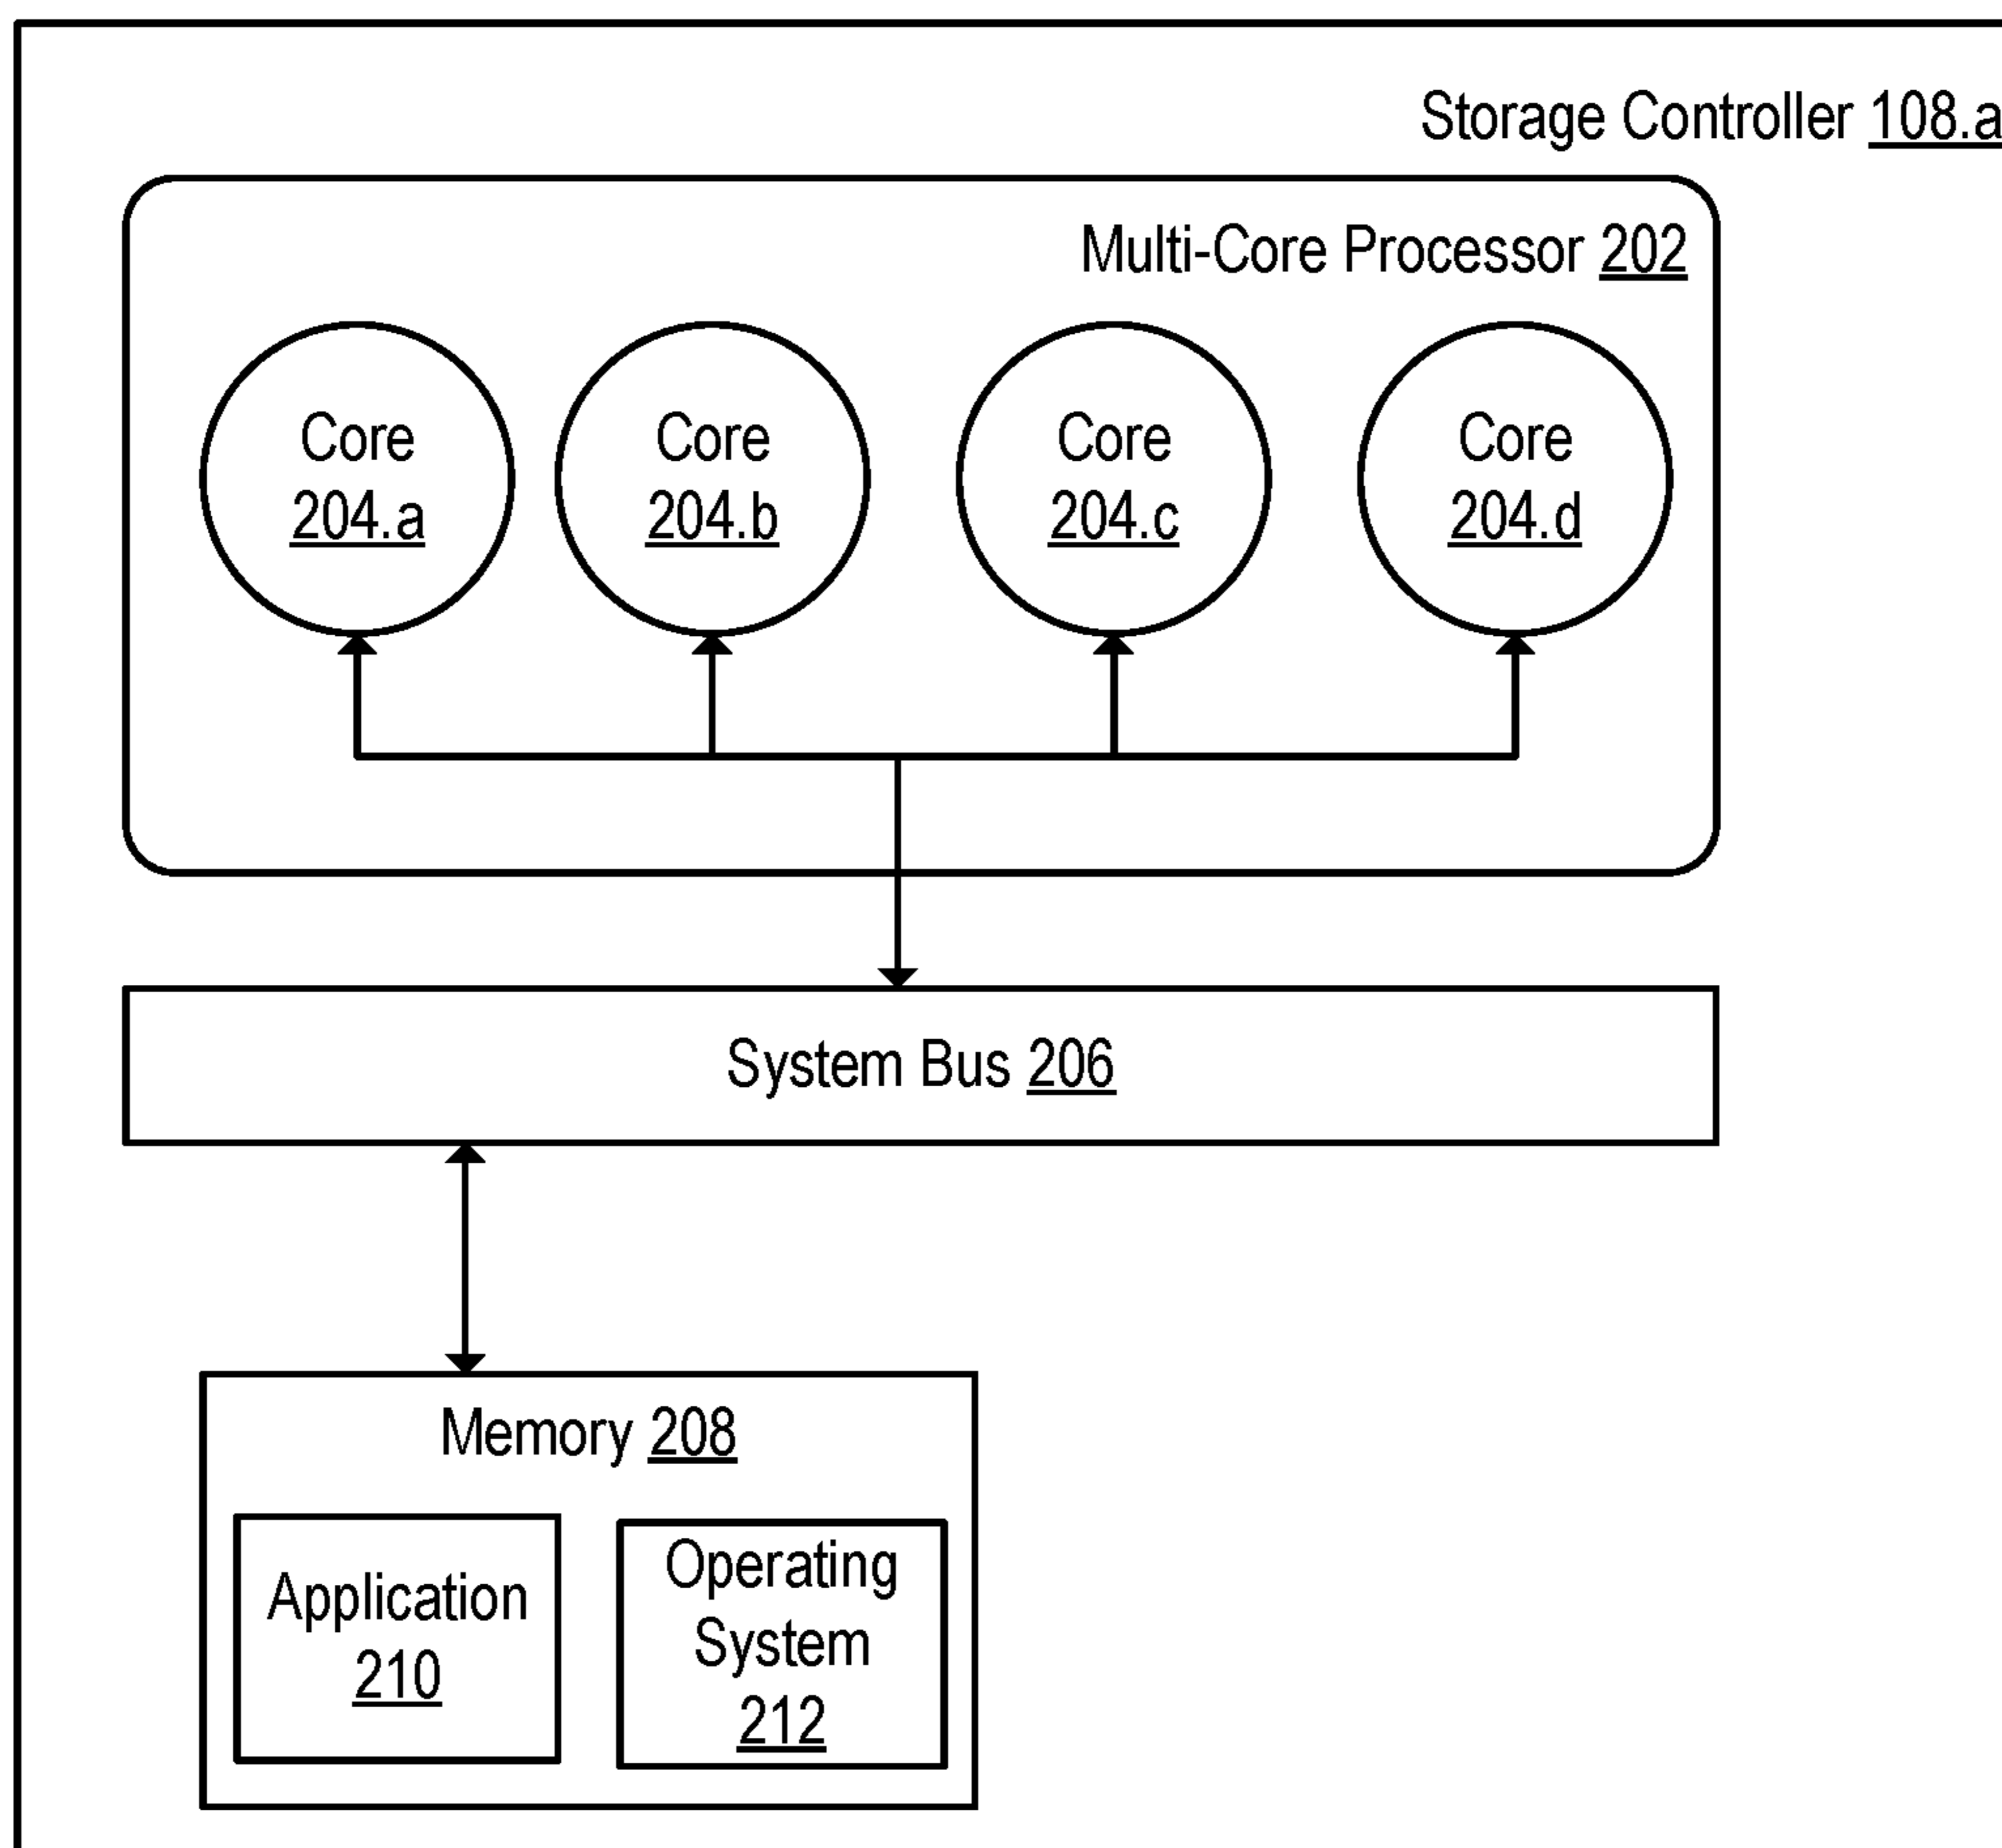 Storage Controller 108.a
Multi-Core Processor 202
Core
204.a
Core
204.b
Core
204.c
Core
204.d
System Bus 206
Memory 208
Application
210
Operating
System
212